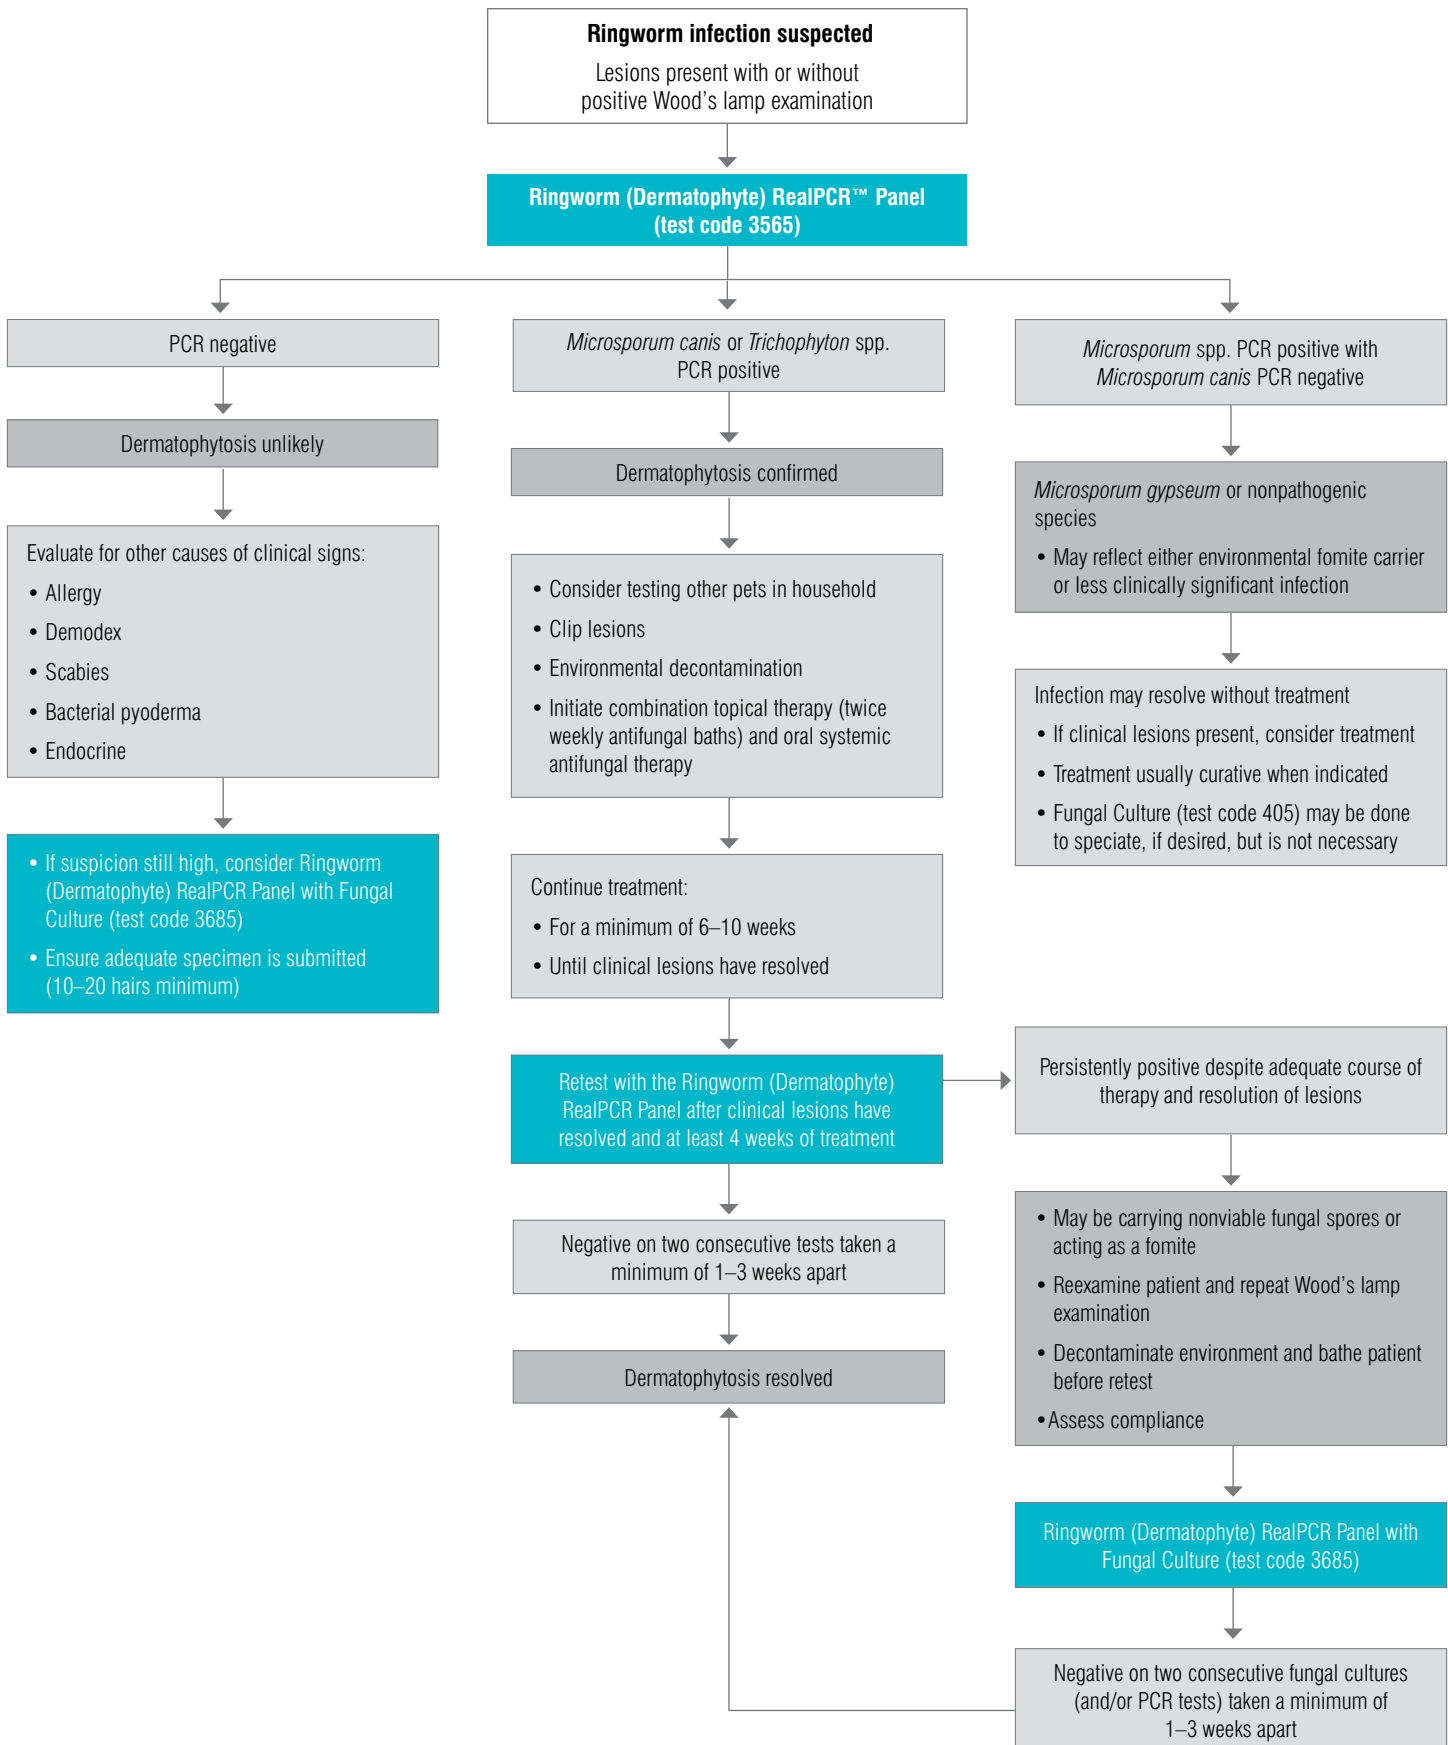 Ringworm infection suspected
Lesions present with or without
positive Wood's lamp examination
Ringworm (Dermatophyte) RealPCR™ Panel
(test code 3565)
PCR negative
Dermatophytosis unlikely
Evaluate for other causes of clinical signs:
• Allergy
• Demodex
• Scabies
• Bacterial pyoderma
• Endocrine
• If suspicion still high, consider Ringworm
(Dermatophyte) RealPCR Panel with Fungal
Culture (test code 3685)
• Ensure adequate specimen is submitted
(10–20 hairs minimum)
Microsporum canis or Trichophyton spp.
PCR positive
Dermatophytosis confirmed
• Consider testing other pets in household
• Clip lesions
• Environmental decontamination
• Initiate combination topical therapy (twice
weekly antifungal baths) and oral systemic
antifungal therapy
Continue treatment:
• For a minimum of 6–10 weeks
• Until clinical lesions have resolved
Retest with the Ringworm (Dermatophyte)
RealPCR Panel after clinical lesions have
resolved and at least 4 weeks of treatment
Negative on two consecutive tests taken a
minimum of 1–3 weeks apart
Dermatophytosis resolved
Microsporum spp. PCR positive with
Microsporum canis PCR negative
Microsporum gypseum or nonpathogenic
species
• May reflect either environmental fomite carrier
or less clinically significant infection
Infection may resolve without treatment
• If clinical lesions present, consider treatment
• Treatment usually curative when indicated
• Fungal Culture (test code 405) may be done
to speciate, if desired, but is not necessary
Persistently positive despite adequate course of
therapy and resolution of lesions
• May be carrying nonviable fungal spores or
acting as a fomite
• Reexamine patient and repeat Wood's lamp
examination
• Decontaminate environment and bathe patient
before retest
• Assess compliance
Ringworm (Dermatophyte) RealPCR Panel with
Fungal Culture (test code 3685)
Negative on two consecutive fungal cultures
(and/or PCR tests) taken a minimum of
1–3 weeks apart